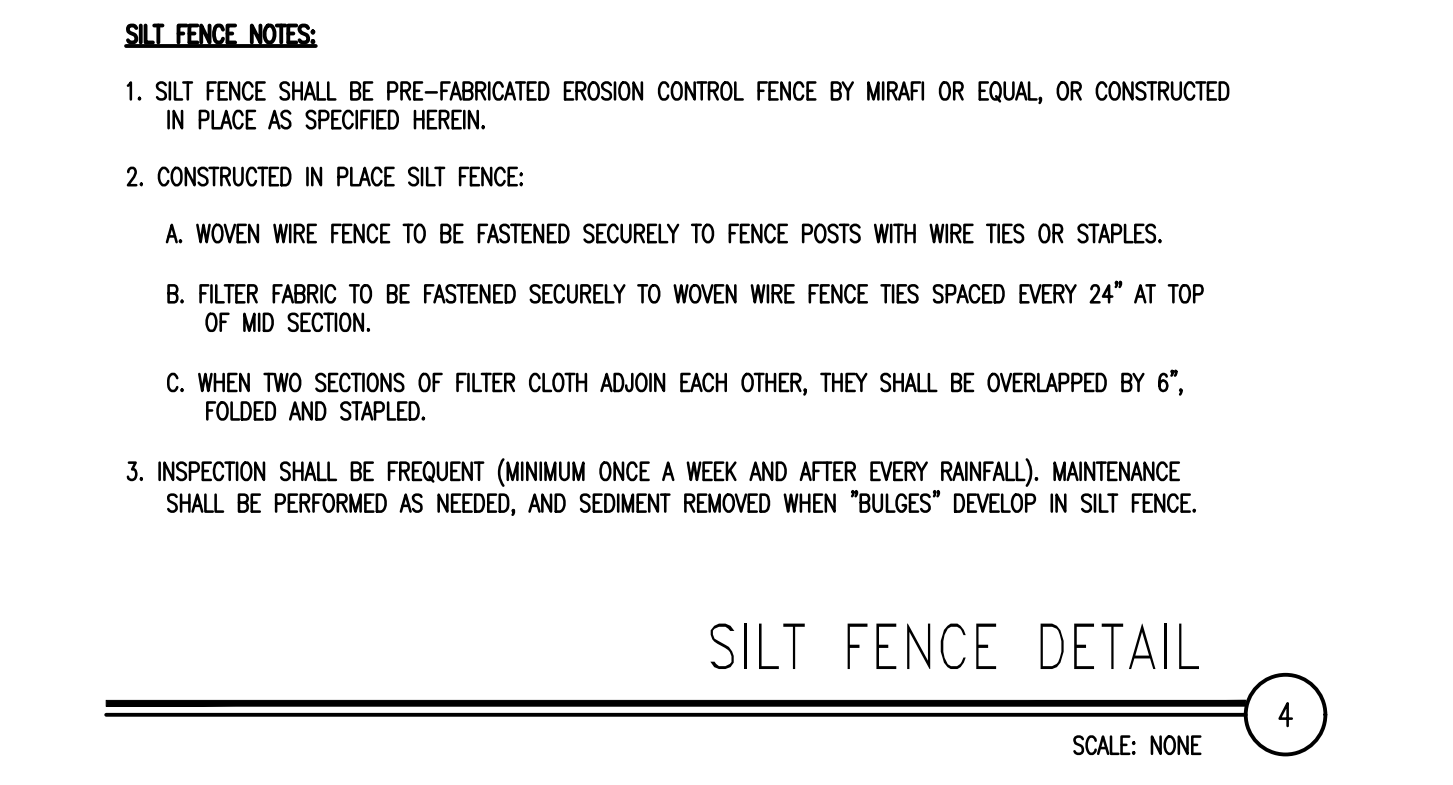 SILT FENCE NOTES:
1. SILT FENCE SHALL BE PRE-FABRICATED EROSION CONTROL FENCE BY MIRAFI OR EQUAL, OR CONSTRUCTED
IN PLACE AS SPECIFIED HEREIN.
2. CONSTRUCTED IN PLACE SILT FENCE:
A. WOVEN WIRE FENCE TO BE FASTENED SECURELY TO FENCE POSTS WITH WIRE TIES OR STAPLES.
B. FILTER FABRIC TO BE FASTENED SECURELY TO WOVEN WIRE FENCE TIES SPACED EVERY 24" AT TOP
OF MID SECTION.
C. WHEN TWO SECTIONS OF FILTER CLOTH ADJOIN EACH OTHER, THEY SHALL BE OVERLAPPED BY 6",
FOLDED AND STAPLED.
3. INSPECTION SHALL BE FREQUENT (MINIMUM ONCE A WEEK AND AFTER EVERY RAINFALL). MAINTENANCE
SHALL BE PERFORMED AS NEEDED, AND SEDIMENT REMOVED WHEN "BULGES" DEVELOP IN SILT FENCE.
SILT FENCE DETAIL
4
SCALE: NONE